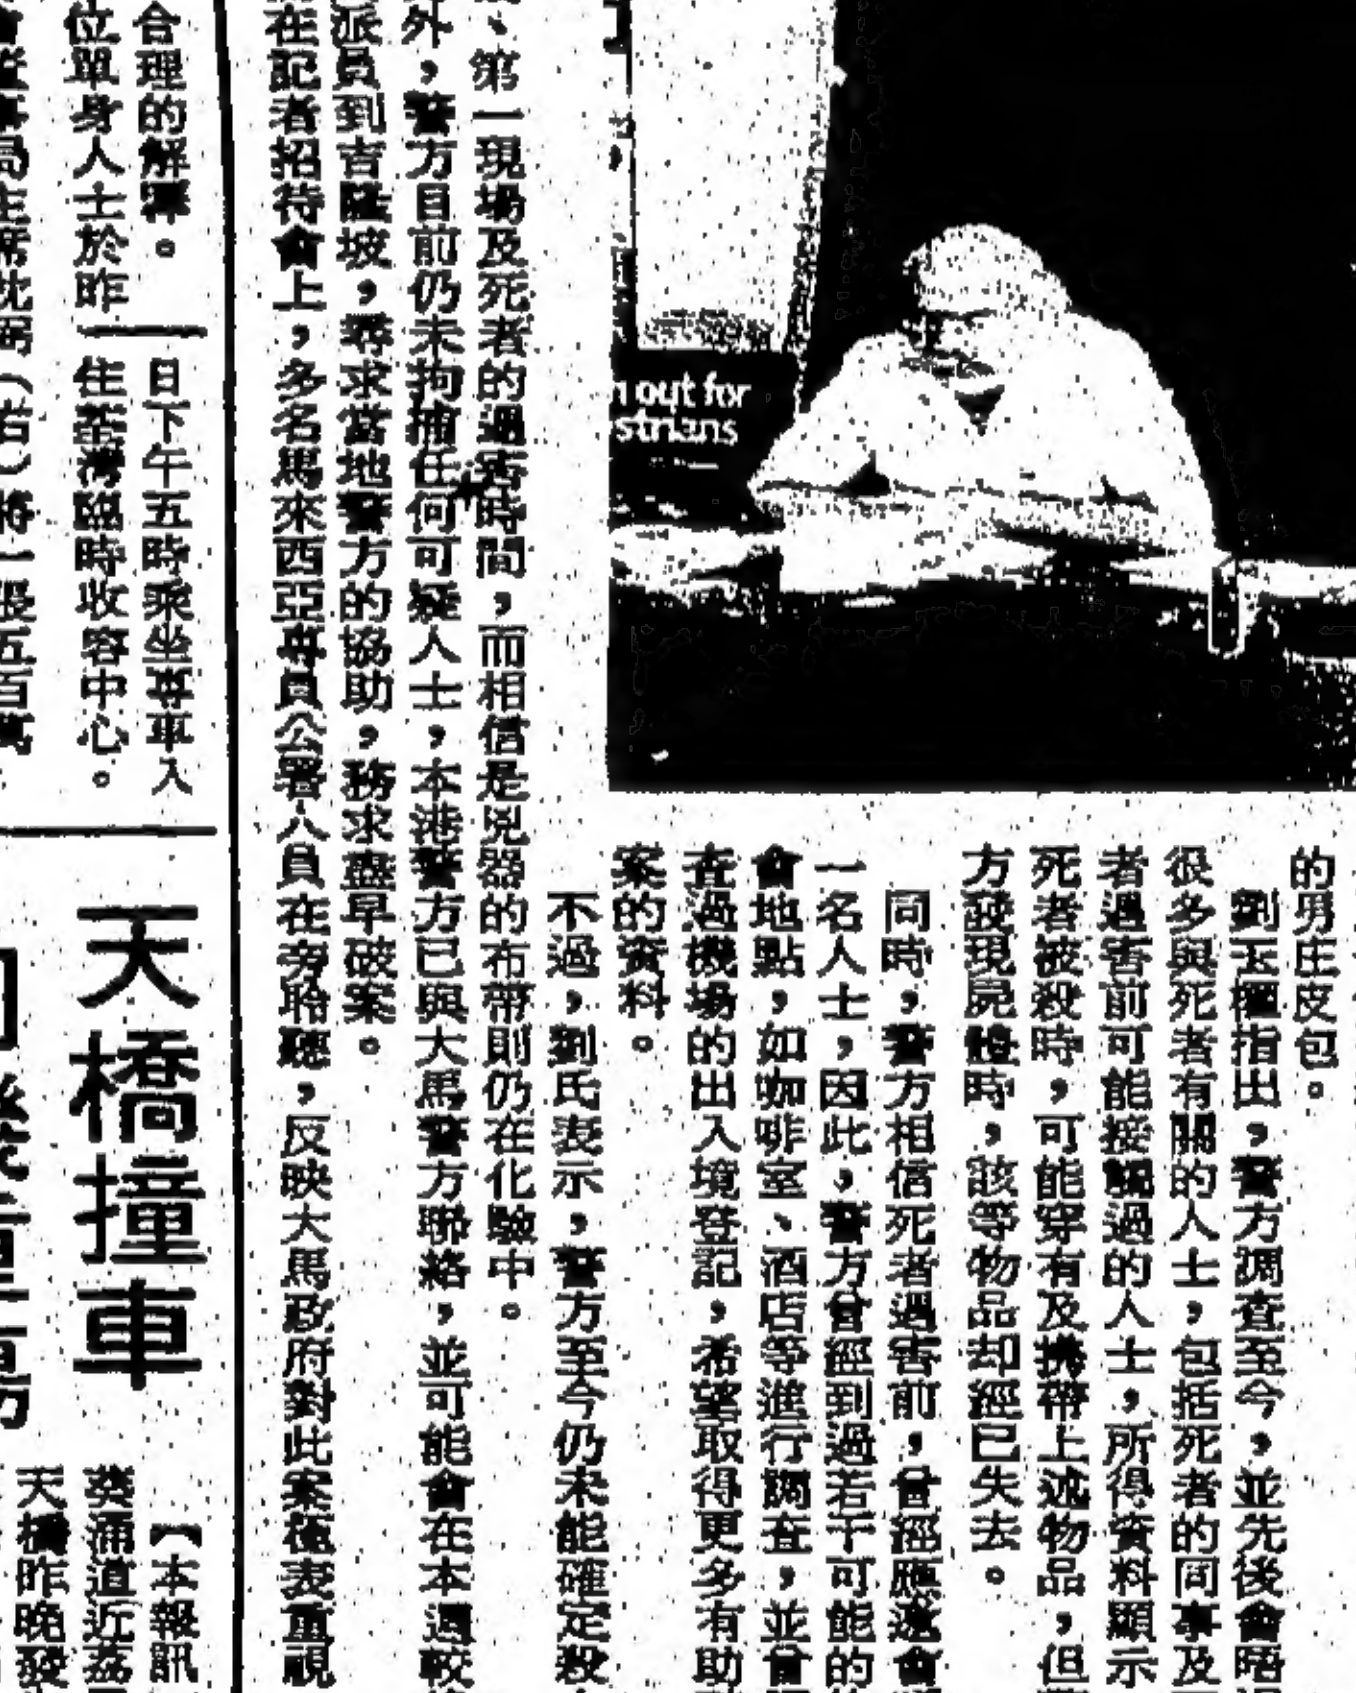 n out for
strians
的男庄皮包。
劉玉權指出，警方調查至今，並先後會晤
很多與死者有關的人士，包括死者的同事及
者遇害前可能接觸過的人士，所得資料顯示
死者被殺時，可能穿有及携帶上述物品，但
方發現屍體時，該等物品却經已失去。
同時，警方相信死者遇害前，曾經應邀會
一名人士，因此，警方曾經到過若干可能的
會地點，如咖啡室、酒店等進行調查，並曾
查過機場的出入境登記，希望取得更多有助
案的資料。
不過，劉氏表示，警方至今仍未能確定殺
、第一現場及死者的遇害時間，而相信是兇器的布帶則仍在化驗中。
外，警方目前仍未拘捕任何可疑人士，本港警方已與大馬警方聯絡，並可能會在本週較
派員到吉隆坡，尋求當地警方的協助，務求盡早破案。
在記者招待會上，多名馬來西亞專員公署人員在旁聆聽，反映大馬政府對此案極表重視
合理的解釋。
位單身人士於昨
日下午五時乘坐專車入
住荃灣臨時收容中心。
天橋撞車
【本報訊
葵涌道近荔
天橋昨晚發